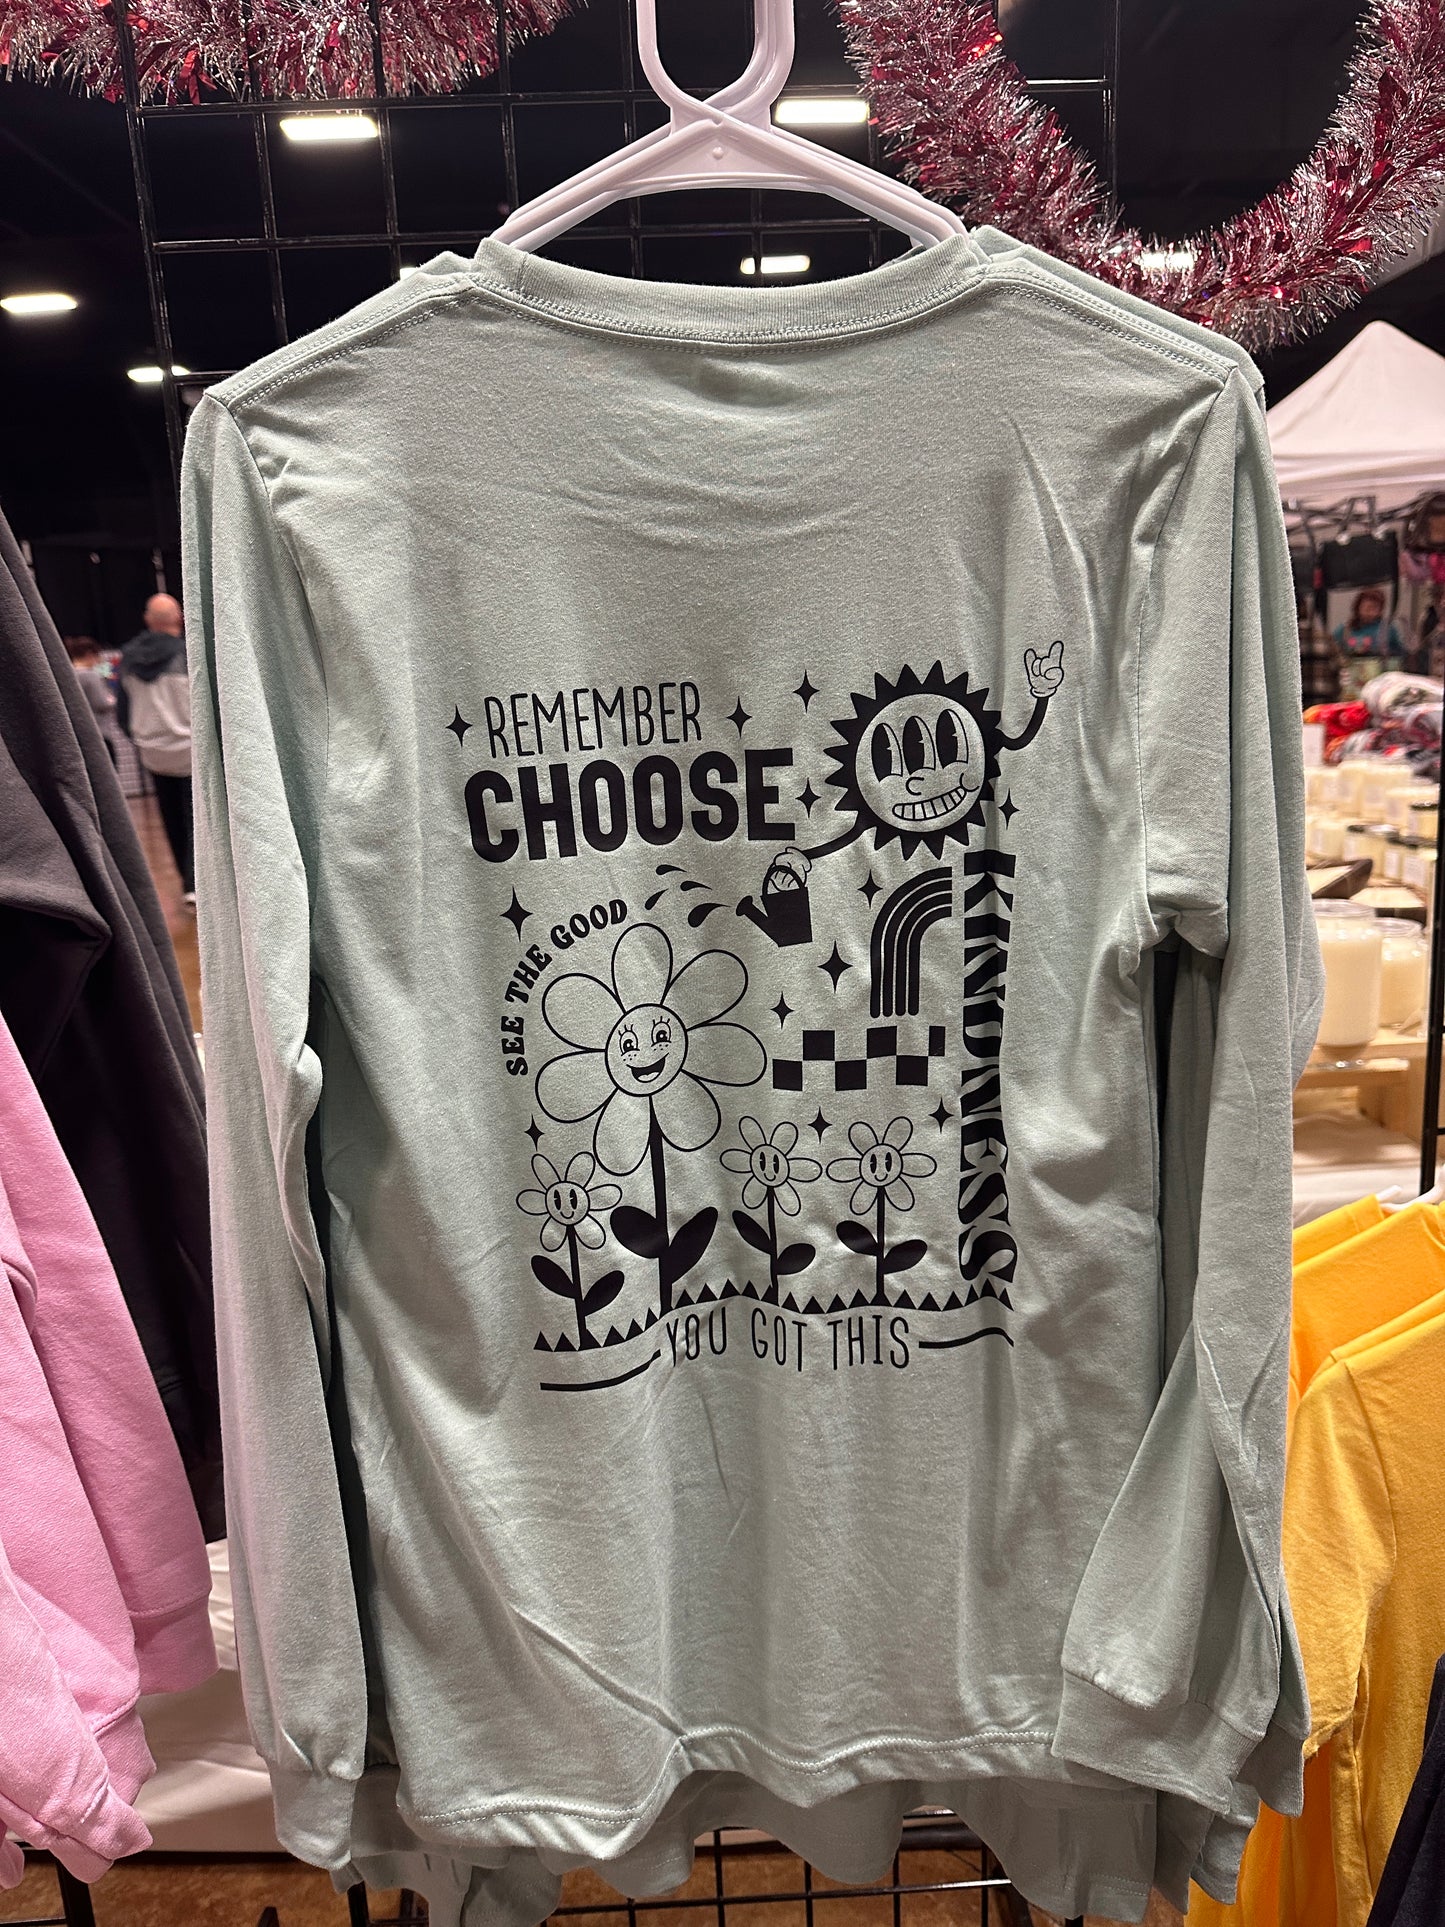 REMEMBER
CHOOSE
KINDNESS
SEE THE GOOD
YOU GOT THIS